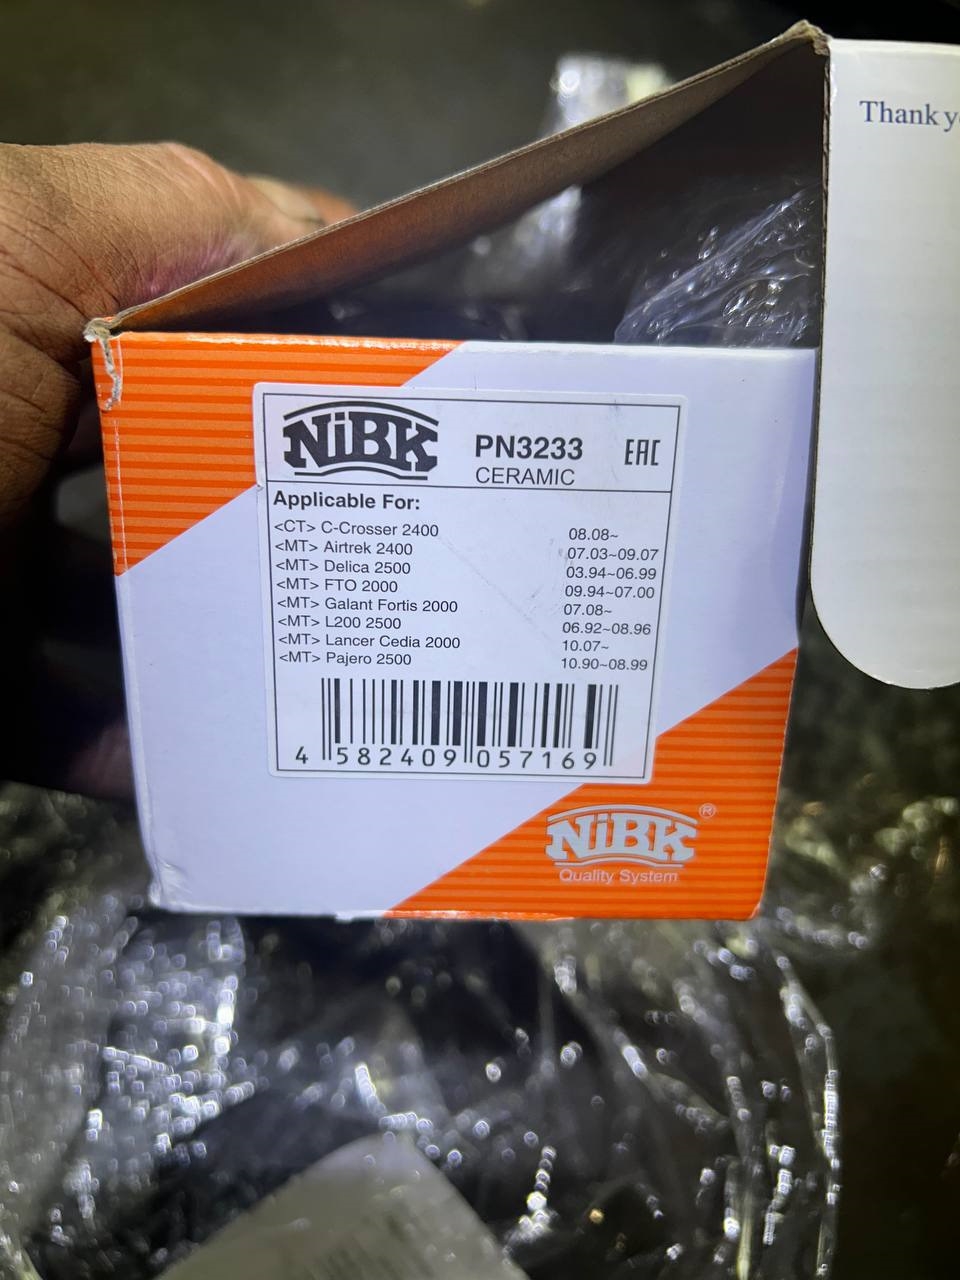 Thank
NiBK
PN3233
CERAMIC
EAC
Applicable For:
<CT> C-Crosser 2400 08.08~
<MT> Airtrek 2400 07.03~09.07
<MT> Delica 2500 03.94~06.99
<MT> FTO 2000 09.94~07.00
<MT> Galant Fortis 2000 07.08~
<MT> L200 2500 06.92~08.96
<MT> Lancer Cedia 2000 10.07~
<MT> Pajero 2500 10.90~08.99
4 582409 057169
NiBK ®
Quality System